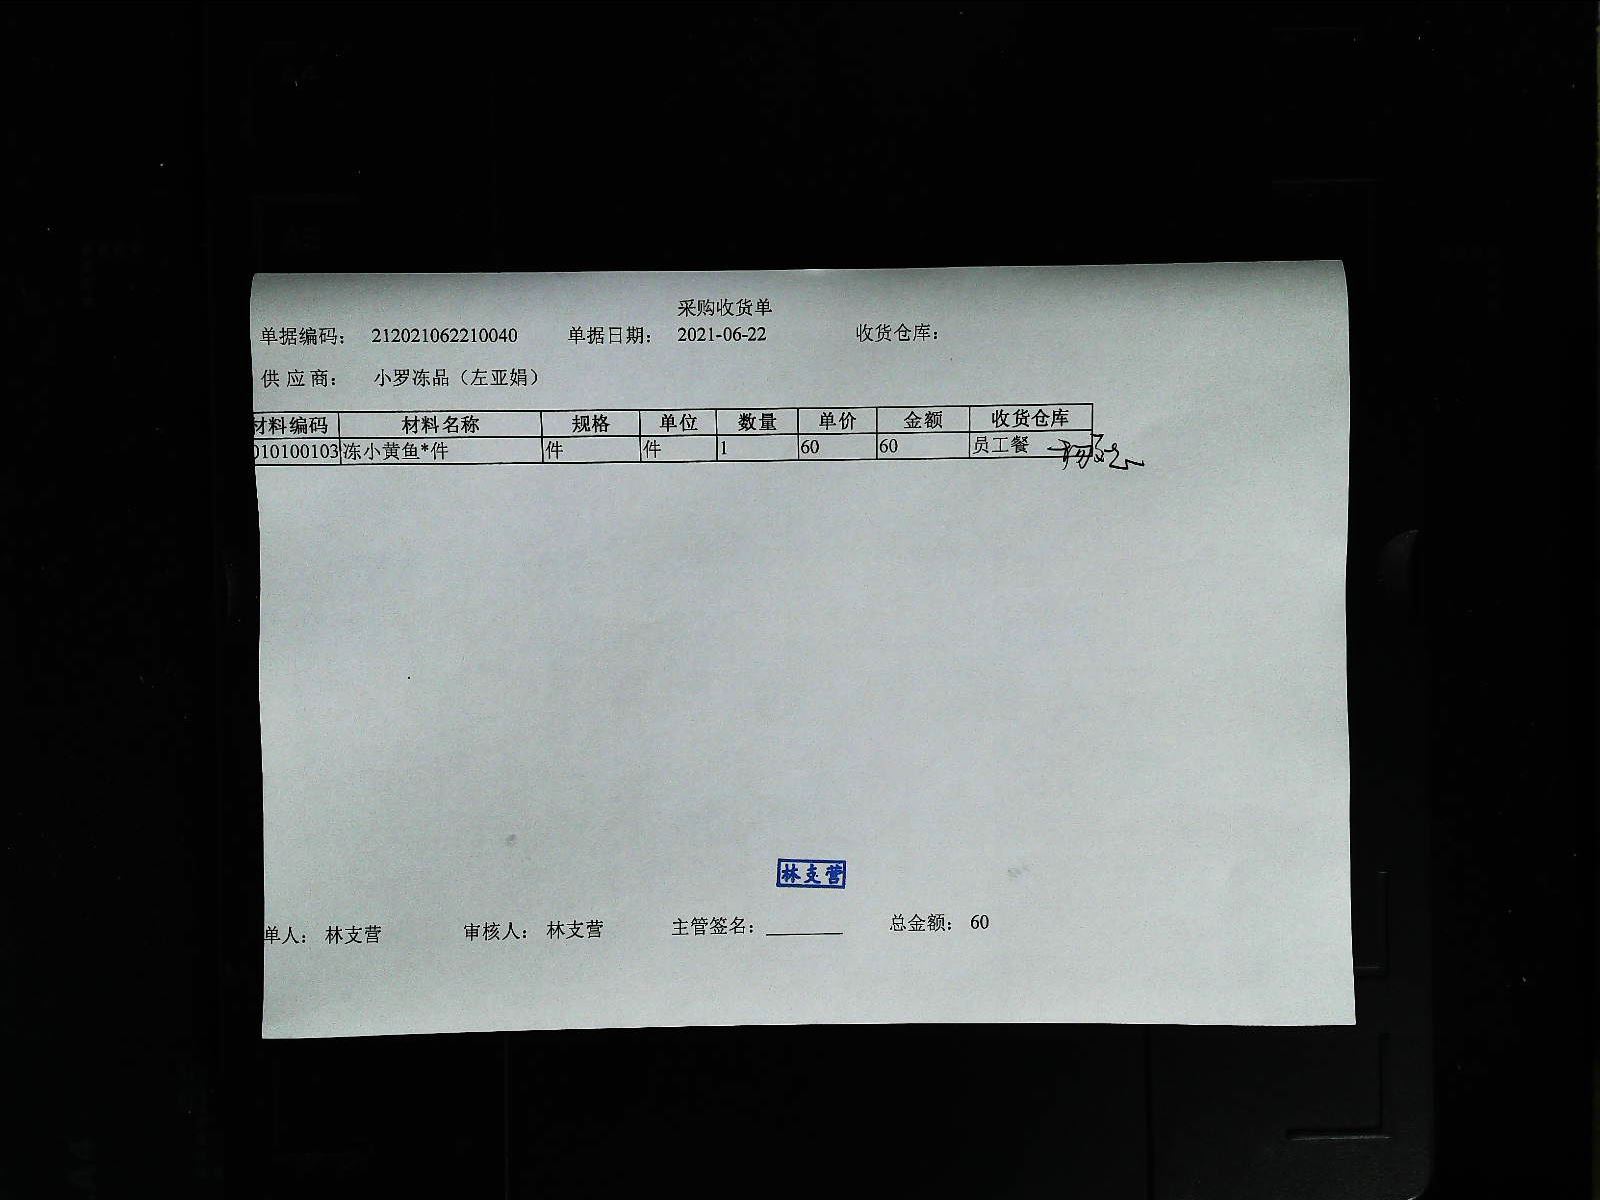 采购收货单
单据编码： 212021062210040 单据日期： 2021-06-22 收货仓库：
供 应 商： 小罗冻品（左亚娟）
材料编码 材料名称 规格 单位 数量 单价 金额 收货仓库
010100103 冻小黄鱼*件 件 件 1 60 60 员工餐
林支营
单人： 林支营 审核人： 林支营 主管签名：________ 总金额： 60